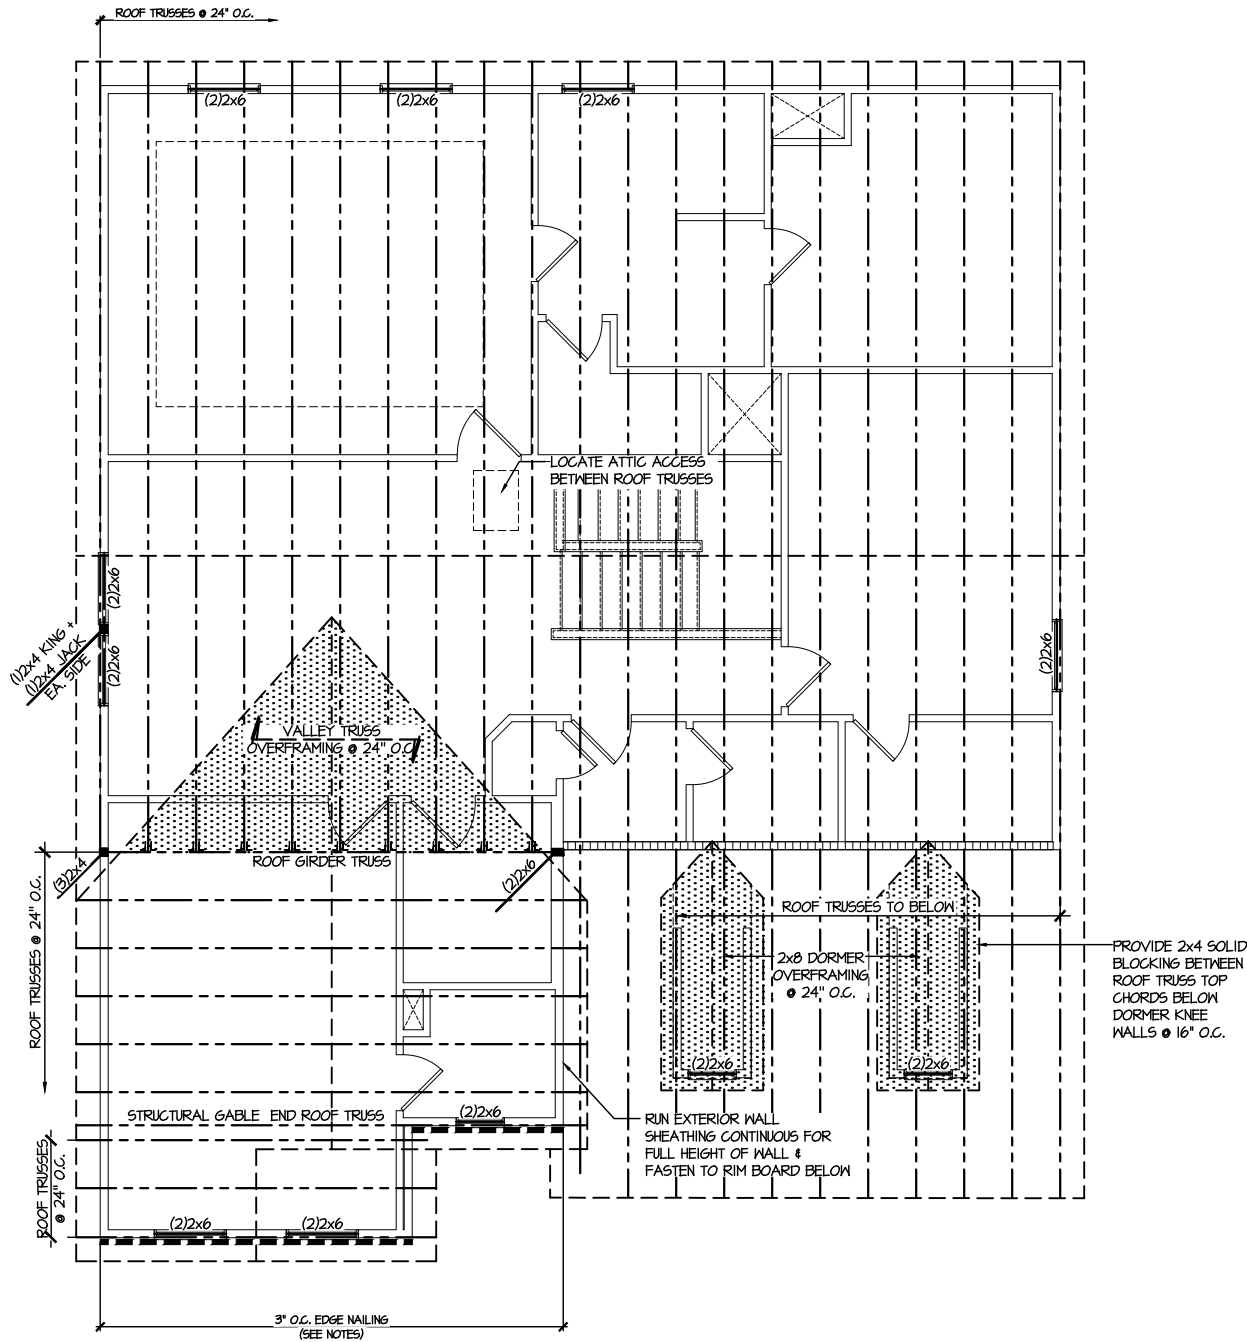 ROOF TRUSSES @ 24" O.C.
(2)2x6
(2)2x6
(2)2x6
LOCATE ATTIC ACCESS
BETWEEN ROOF TRUSSES
(2)2x6
(2)2x6
(1)2x4 KING +
(1)2x4 JACK
EA. SIDE
(2)2x6
VALLEY TRUSS
OVERFRAMING @ 24" O.C.
ROOF GIRDER TRUSS
(3)2x4
(2)2x6
ROOF TRUSSES @ 24" O.C.
ROOF TRUSSES TO BELOW
2x8 DORMER
OVERFRAMING
@ 24" O.C.
PROVIDE 2x4 SOLID
BLOCKING BETWEEN
ROOF TRUSS TOP
CHORDS BELOW
DORMER KNEE
WALLS @ 16" O.C.
(2)2x6
(2)2x6
STRUCTURAL GABLE END ROOF TRUSS
(2)2x6
RUN EXTERIOR WALL
SHEATHING CONTINUOUS FOR
FULL HEIGHT OF WALL &
FASTEN TO RIM BOARD BELOW
ROOF TRUSSES
@ 24" O.C.
(2)2x6
(2)2x6
3" O.C. EDGE NAILING
(SEE NOTES)